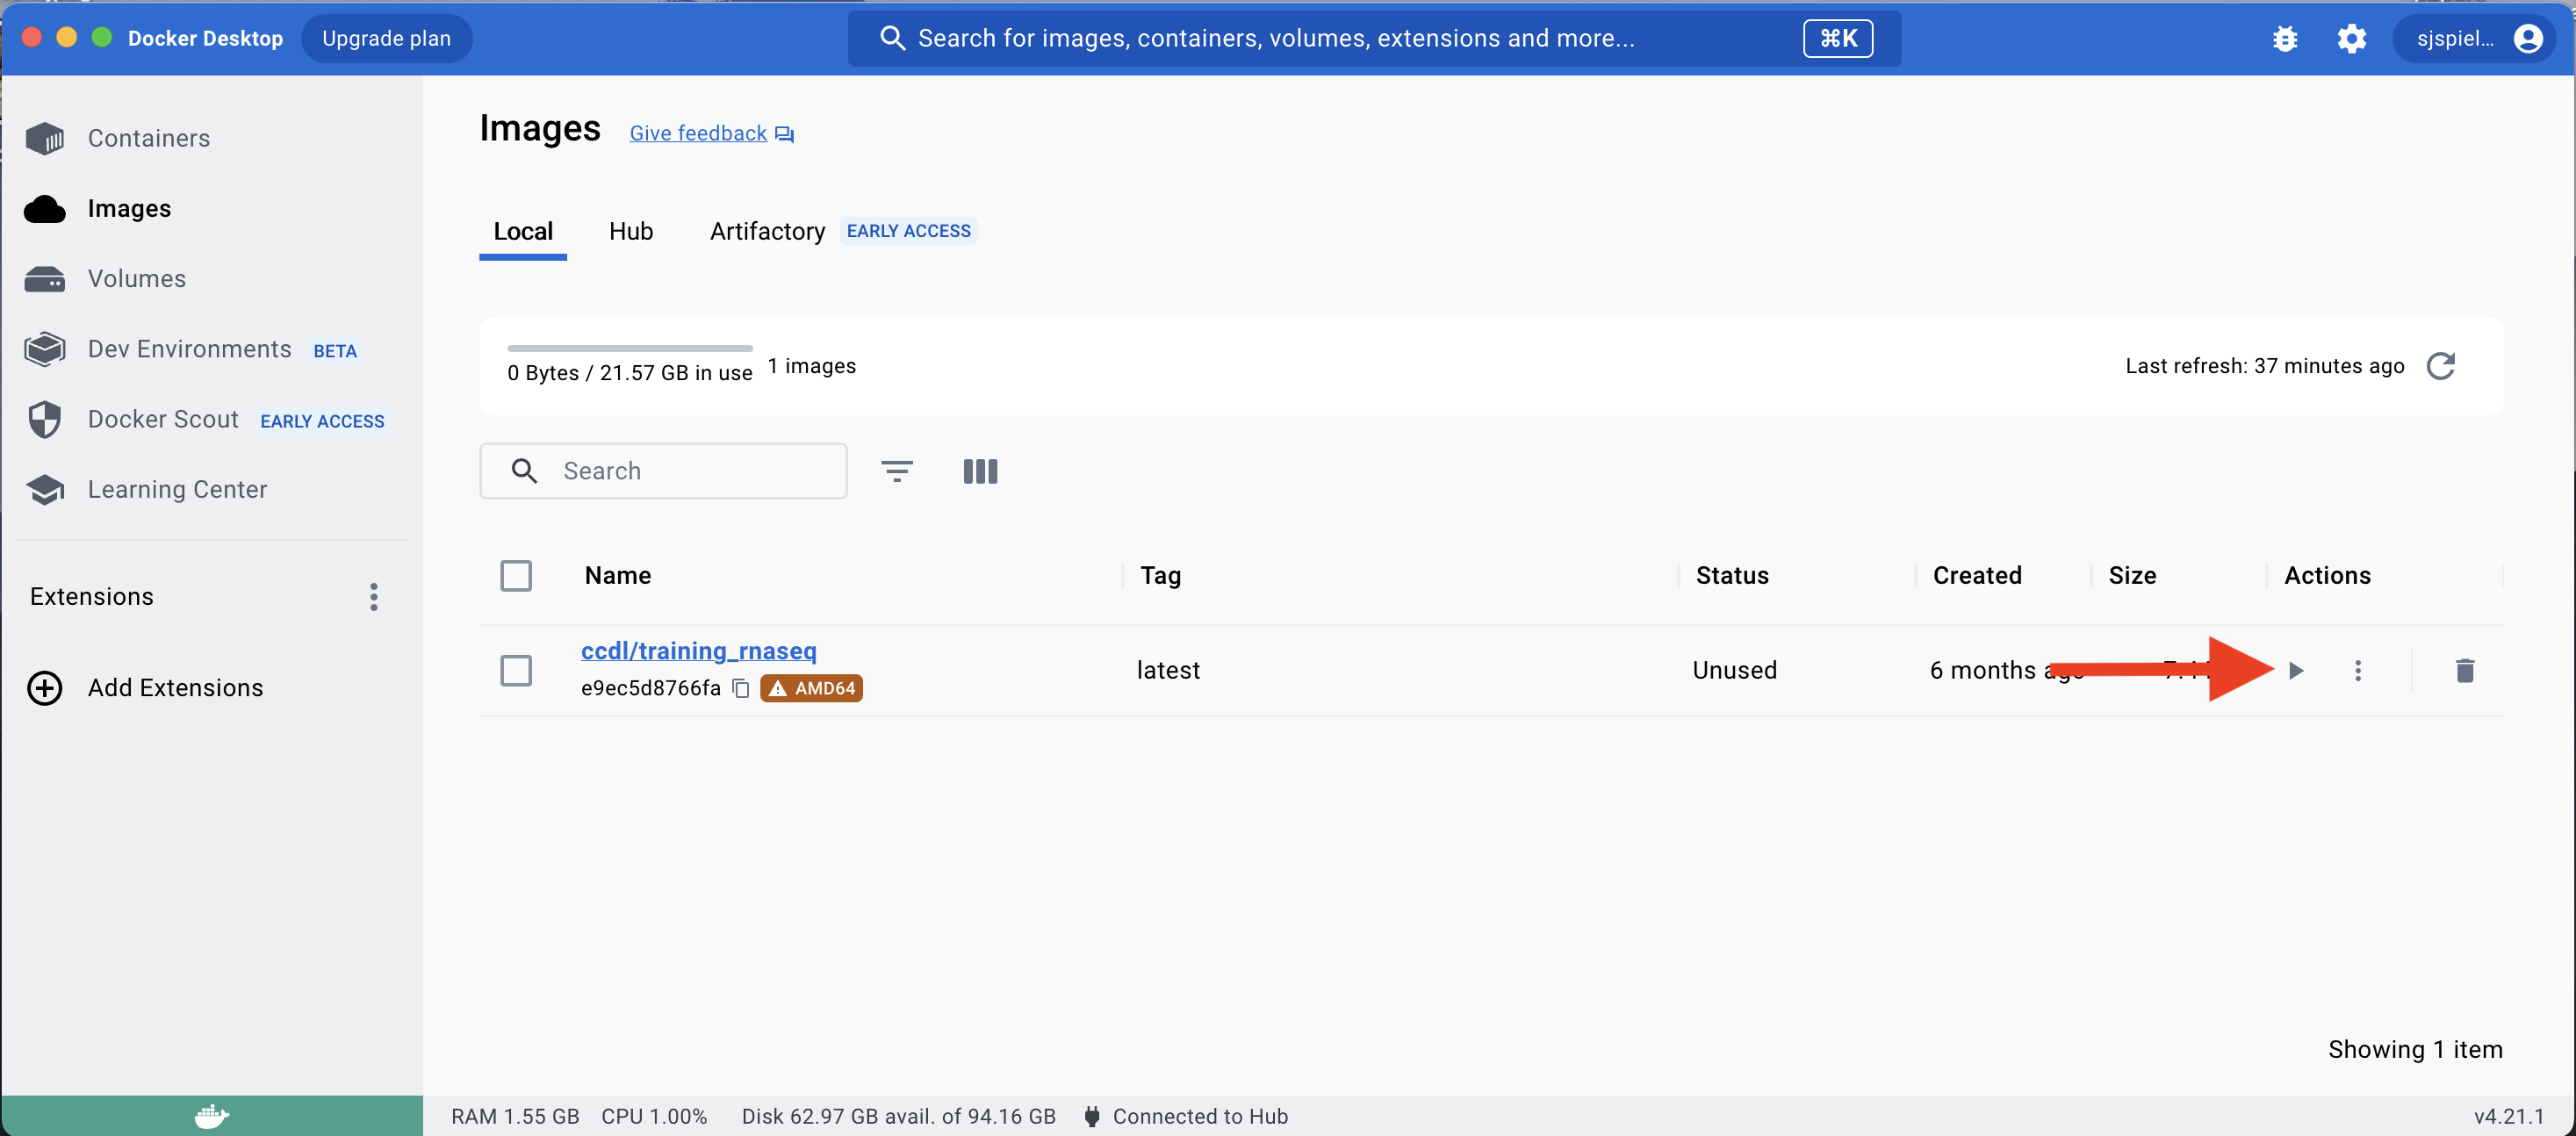 Docker Desktop
Upgrade plan
Search for images, containers, volumes, extensions and more...
⌘K
sjspiel...
Containers
Images
Volumes
Dev Environments BETA
Docker Scout EARLY ACCESS
Learning Center
Extensions
Add Extensions
Images Give feedback
Local Hub Artifactory EARLY ACCESS
0 Bytes / 21.57 GB in use 1 images
Last refresh: 37 minutes ago
Search
Name Tag Status Created Size Actions
ccdl/training_rnaseq
e9ec5d8766fa AMD64
latest Unused 6 months ago
Showing 1 item
RAM 1.55 GB CPU 1.00% Disk 62.97 GB avail. of 94.16 GB Connected to Hub
v4.21.1